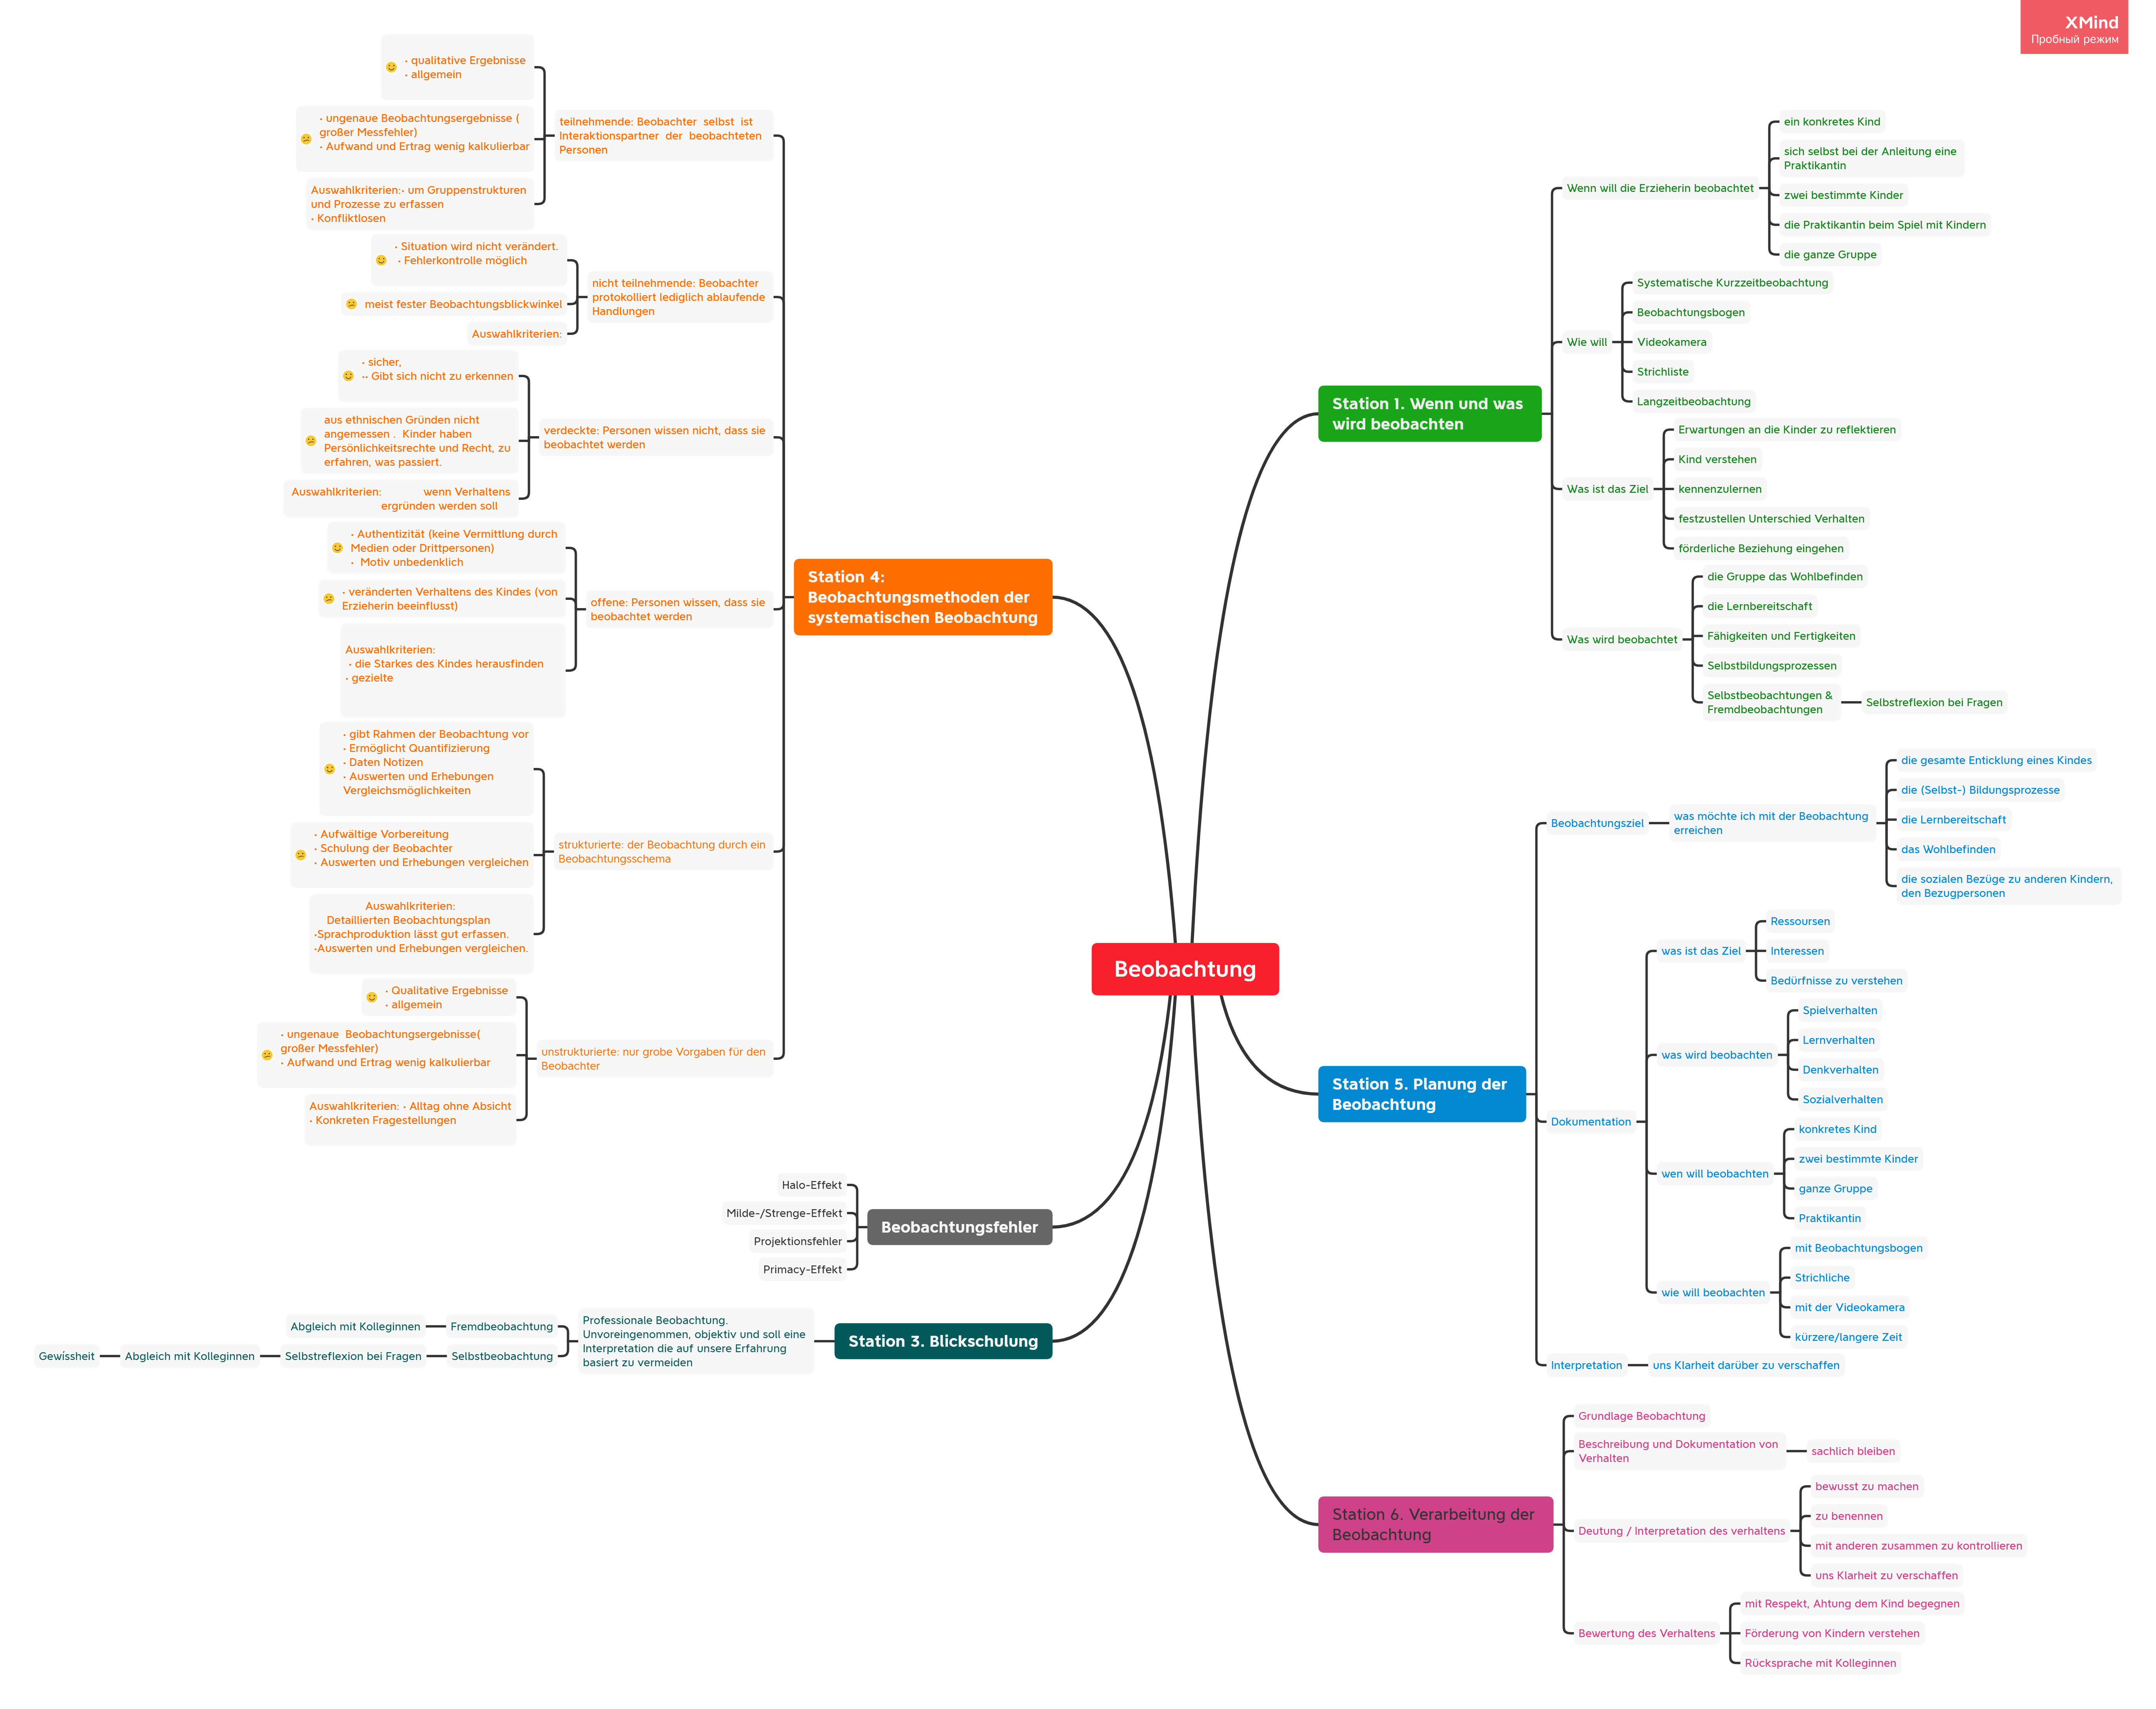 XMind
Пробный режим
Beobachtung
Station 1. Wenn und was
wird beobachten
Wenn will die Erzieherin beobachtet
ein konkretes Kind
sich selbst bei der Anleitung eine
Praktikantin
zwei bestimmte Kinder
die Praktikantin beim Spiel mit Kindern
die ganze Gruppe
Wie will
Systematische Kurzzeitbeobachtung
Beobachtungsbogen
Videokamera
Strichliste
Langzeitbeobachtung
Was ist das Ziel
Erwartungen an die Kinder zu reflektieren
Kind verstehen
kennenzulernen
festzustellen Unterschied Verhalten
förderliche Beziehung eingehen
Was wird beobachtet
die Gruppe das Wohlbefinden
die Lernbereitschaft
Fähigkeiten und Fertigkeiten
Selbstbildungsprozessen
Selbstbeobachtungen &
Fremdbeobachtungen
Selbstreflexion bei Fragen
Station 5. Planung der
Beobachtung
Beobachtungsziel
was möchte ich mit der Beobachtung
erreichen
die gesamte Enticklung eines Kindes
die (Selbst-) Bildungsprozesse
die Lernbereitschaft
das Wohlbefinden
die sozialen Bezüge zu anderen Kindern,
den Bezugpersonen
Dokumentation
was ist das Ziel
Ressoursen
Interessen
Bedürfnisse zu verstehen
was wird beobachten
Spielverhalten
Lernverhalten
Denkverhalten
Sozialverhalten
wen will beobachten
konkretes Kind
zwei bestimmte Kinder
ganze Gruppe
Praktikantin
wie will beobachten
mit Beobachtungsbogen
Strichliche
mit der Videokamera
kürzere/langere Zeit
Interpretation
uns Klarheit darüber zu verschaffen
Station 6. Verarbeitung der
Beobachtung
Grundlage Beobachtung
Beschreibung und Dokumentation von
Verhalten
sachlich bleiben
Deutung / Interpretation des verhaltens
bewusst zu machen
zu benennen
mit anderen zusammen zu kontrollieren
uns Klarheit zu verschaffen
Bewertung des Verhaltens
mit Respekt, Ahtung dem Kind begegnen
Förderung von Kindern verstehen
Rücksprache mit Kolleginnen
Station 4:
Beobachtungsmethoden der
systematischen Beobachtung
teilnehmende: Beobachter selbst ist
Interaktionspartner der beobachteten
Personen
· qualitative Ergebnisse
· allgemein
· ungenaue Beobachtungsergebnisse (
großer Messfehler)
· Aufwand und Ertrag wenig kalkulierbar
Auswahlkriterien:· um Gruppenstrukturen
und Prozesse zu erfassen
· Konfliktlosen
nicht teilnehmende: Beobachter
protokolliert lediglich ablaufende
Handlungen
· Situation wird nicht verändert.
· Fehlerkontrolle möglich
meist fester Beobachtungsblickwinkel
Auswahlkriterien:
verdeckte: Personen wissen nicht, dass sie
beobachtet werden
· sicher,
·· Gibt sich nicht zu erkennen
aus ethnischen Gründen nicht
angemessen . Kinder haben
Persönlichkeitsrechte und Recht, zu
erfahren, was passiert.
Auswahlkriterien: wenn Verhaltens
ergründen werden soll
offene: Personen wissen, dass sie
beobachtet werden
· Authentizität (keine Vermittlung durch
Medien oder Drittpersonen)
· Motiv unbedenklich
· veränderten Verhaltens des Kindes (von
Erzieherin beeinflusst)
Auswahlkriterien:
· die Starkes des Kindes herausfinden
· gezielte
strukturierte: der Beobachtung durch ein
Beobachtungsschema
· gibt Rahmen der Beobachtung vor
· Ermöglicht Quantifizierung
· Daten Notizen
· Auswerten und Erhebungen
Vergleichsmöglichkeiten
· Aufwältige Vorbereitung
· Schulung der Beobachter
· Auswerten und Erhebungen vergleichen
Auswahlkriterien:
Detaillierten Beobachtungsplan
·Sprachproduktion lässt gut erfassen.
·Auswerten und Erhebungen vergleichen.
unstrukturierte: nur grobe Vorgaben für den
Beobachter
· Qualitative Ergebnisse
· allgemein
· ungenaue Beobachtungsergebnisse(
großer Messfehler)
· Aufwand und Ertrag wenig kalkulierbar
Auswahlkriterien: · Alltag ohne Absicht
· Konkreten Fragestellungen
Beobachtungsfehler
Halo-Effekt
Milde-/Strenge-Effekt
Projektionsfehler
Primacy-Effekt
Station 3. Blickschulung
Professionale Beobachtung.
Unvoreingenommen, objektiv und soll eine
Interpretation die auf unsere Erfahrung
basiert zu vermeiden
Fremdbeobachtung
Abgleich mit Kolleginnen
Selbstbeobachtung
Selbstreflexion bei Fragen
Abgleich mit Kolleginnen
Gewissheit